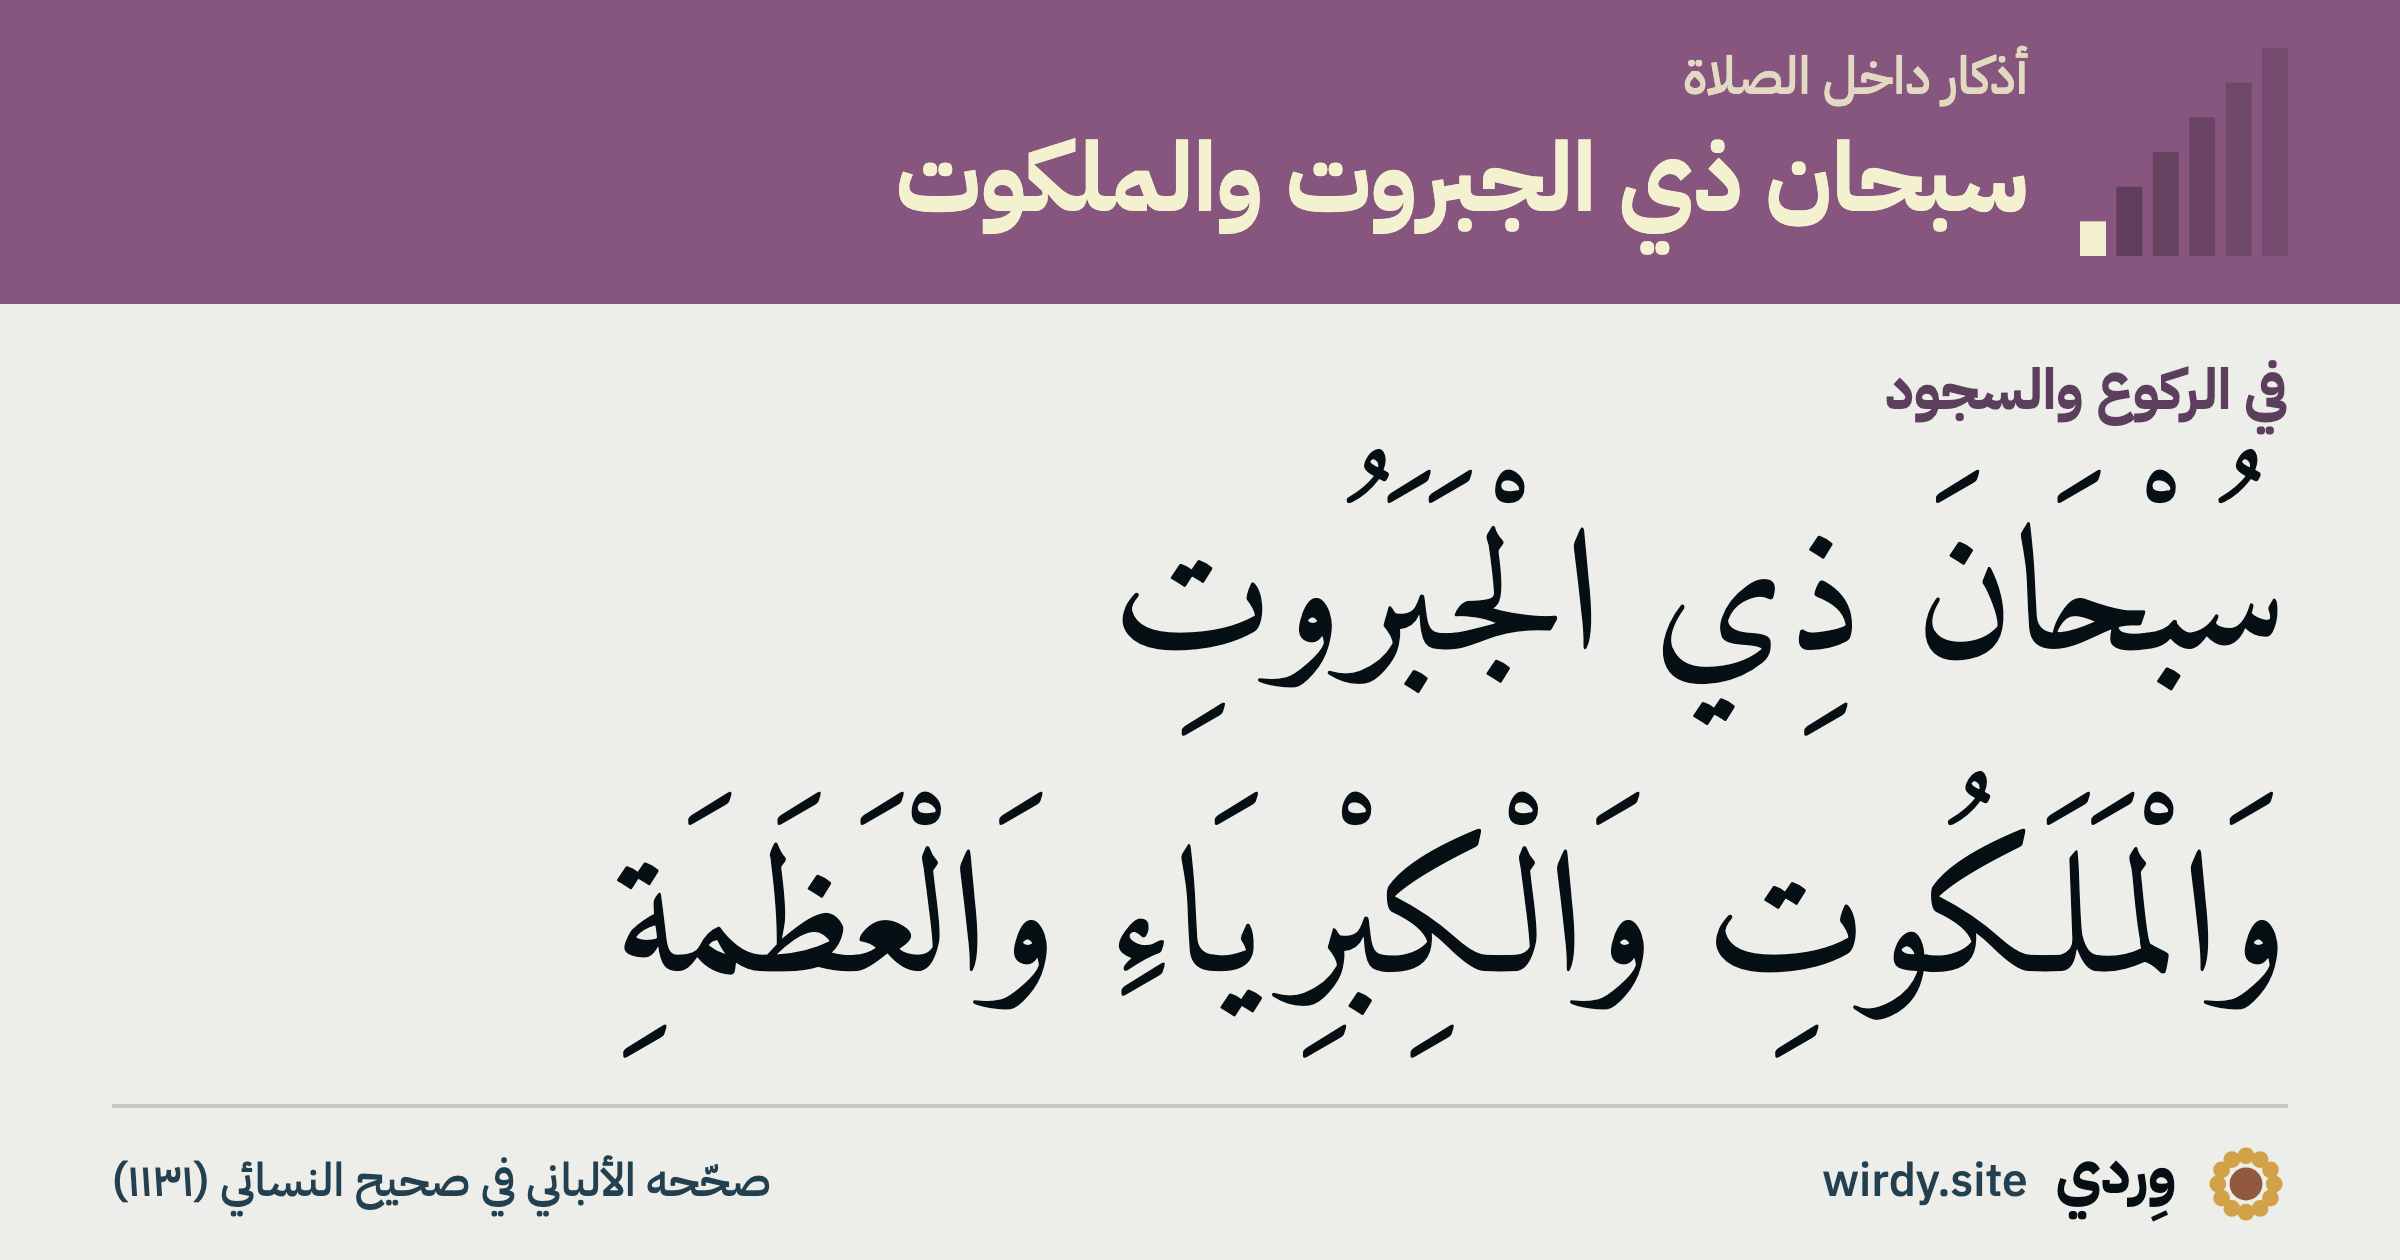 أذكار داخل الصلاة
سبحان ذي الجبروت والملكوت
في الركوع والسجود
سُبْحَانَ ذِي الْجَبَرُوتِ
وَالْمَلَكُوتِ وَالْكِبْرِيَاءِ وَالْعَظَمَةِ
وِردي wirdy.site
صحّحه الألباني في صحيح النسائي (١١٣١)